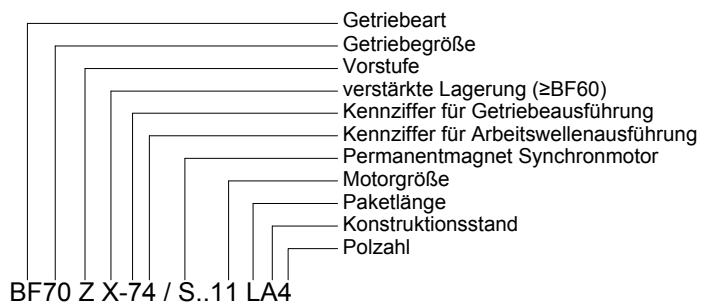 Getriebeart
Getriebegröße
Vorstufe
verstärkte Lagerung (≥BF60)
Kennziffer für Getriebeausführung
Kennziffer für Arbeitswellenausführung
Permanentmagnet Synchronmotor
Motorgröße
Paketlänge
Konstruktionsstand
Polzahl
BF70 Z X-74 / S..11 LA4